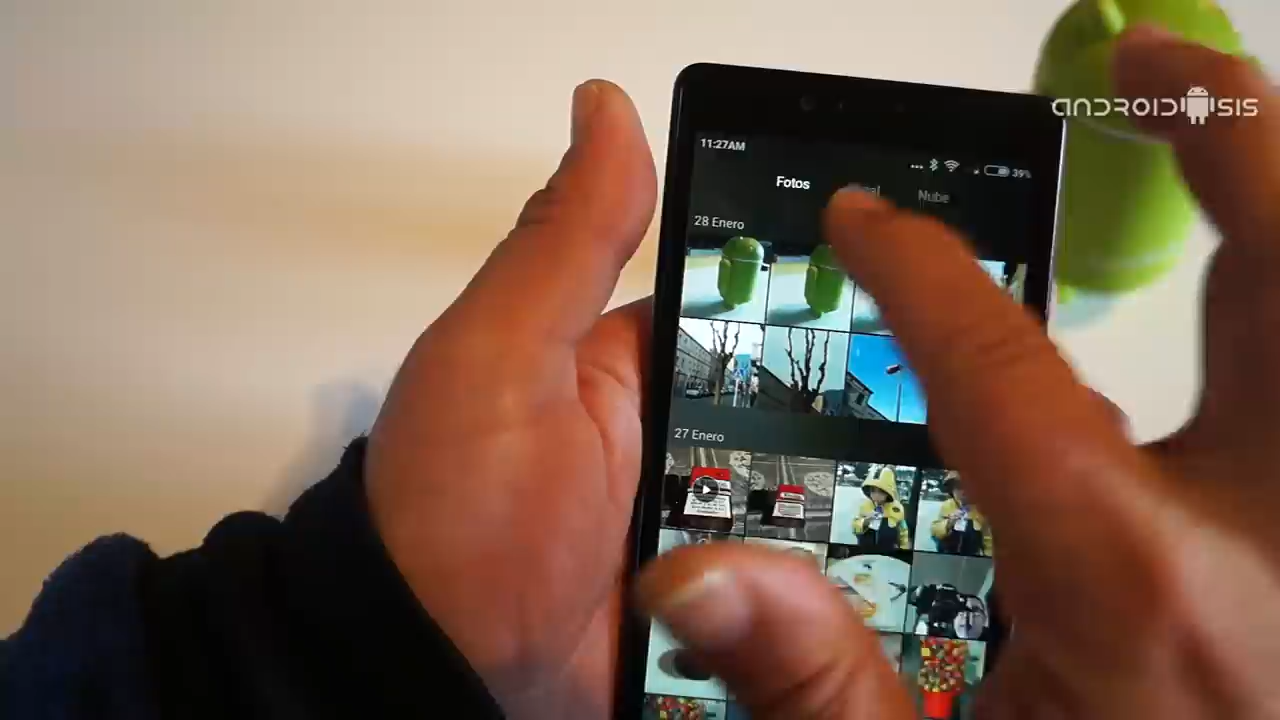 ANDROIDSIS
11:27AM
39%
Fotos
Nube
28 Enero
27 Enero